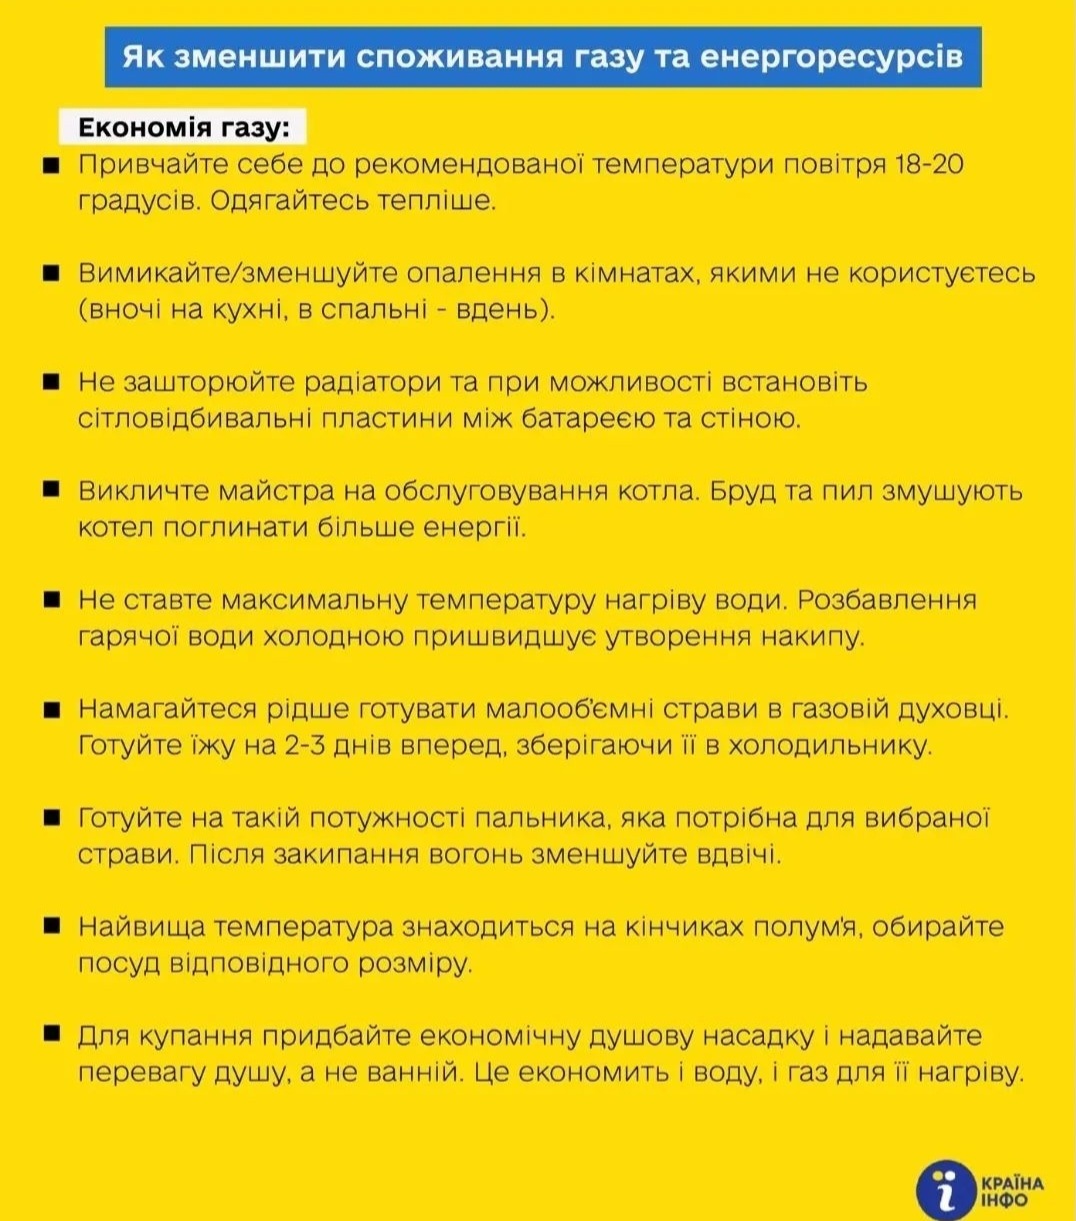 Як зменшити споживання газу та енергоресурсів
Економія газу:
■ Привчайте себе до рекомендованої температури повітря 18-20
градусів. Одягайтесь тепліше.
■ Вимикайте/зменшуйте опалення в кімнатах, якими не користуєтесь
(вночі на кухні, в спальні - вдень).
■ Не зашторюйте радіатори та при можливості встановіть
сітловідбивальні пластини між батареєю та стіною.
■ Викличте майстра на обслуговування котла. Бруд та пил змушують
котел поглинати більше енергії.
■ Не ставте максимальну температуру нагріву води. Розбавлення
гарячої води холодною пришвидшує утворення накипу.
■ Намагайтеся рідше готувати малооб'ємні страви в газовій духовці.
Готуйте їжу на 2-3 днів вперед, зберігаючи її в холодильнику.
■ Готуйте на такій потужності пальника, яка потрібна для вибраної
страви. Після закипання вогонь зменшуйте вдвічі.
■ Найвища температура знаходиться на кінчиках полум'я, обирайте
посуд відповідного розміру.
■ Для купання придбайте економічну душову насадку і надавайте
перевагу душу, а не ванній. Це економить і воду, і газ для її нагріву.
ї КРАЇНА
ІНФО